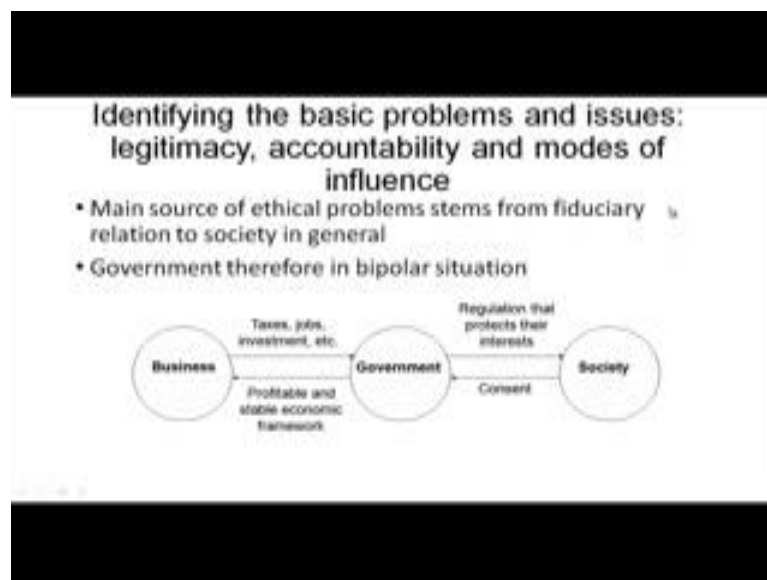 Identifying the basic problems and issues:
legitimacy, accountability and modes of
influence
• Main source of ethical problems stems from fiduciary
relation to society in general
• Government therefore in bipolar situation
Regulation that
protects their
interests
Taxes, jobs,
investment, etc.
Business
Government
Society
Profitable and
stable economic
framework
Consent